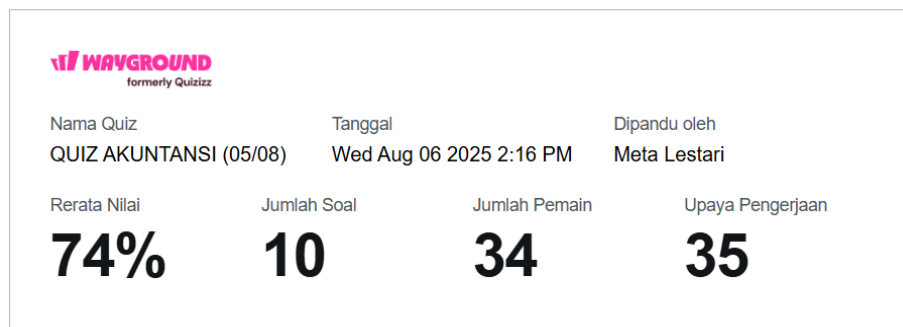 WAYGROUND
formerly Quizizz
Nama Quiz Tanggal Dipandu oleh
QUIZ AKUNTANSI (05/08) Wed Aug 06 2025 2:16 PM Meta Lestari
Rerata Nilai Jumlah Soal Jumlah Pemain Upaya Pengerjaan
74% 10 34 35